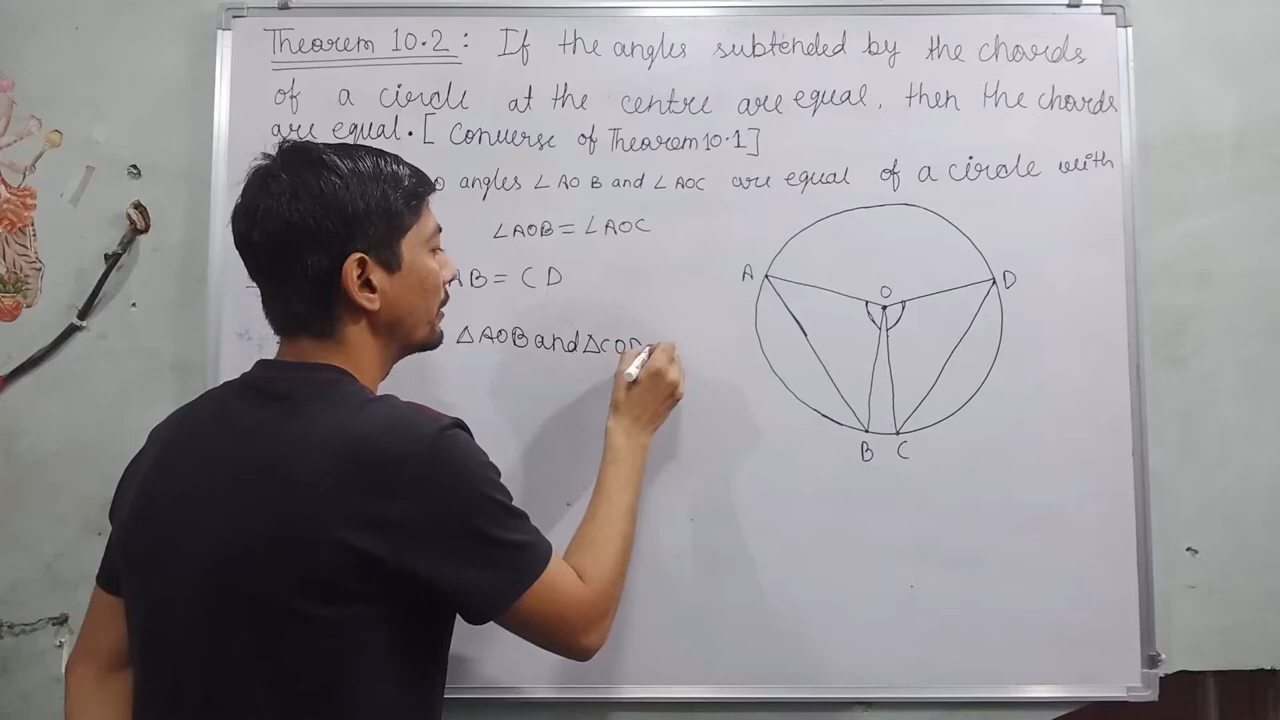 Theorem 10.2: If the angles subtended by the chords
of a circle at the centre are equal, then the chords
are equal. [Converse of Theorem 10.1]
angles ∠AOB and ∠AOC are equal of a circle with
∠AOB = ∠AOC
AB = CD
△AOB and △COD
A
O
D
B C